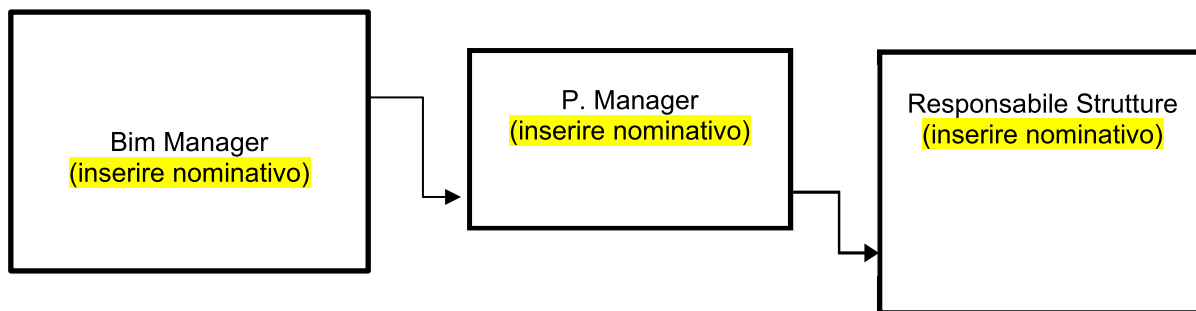 Bim Manager
(inserire nominativo)
P. Manager
(inserire nominativo)
Responsabile Strutture
(inserire nominativo)